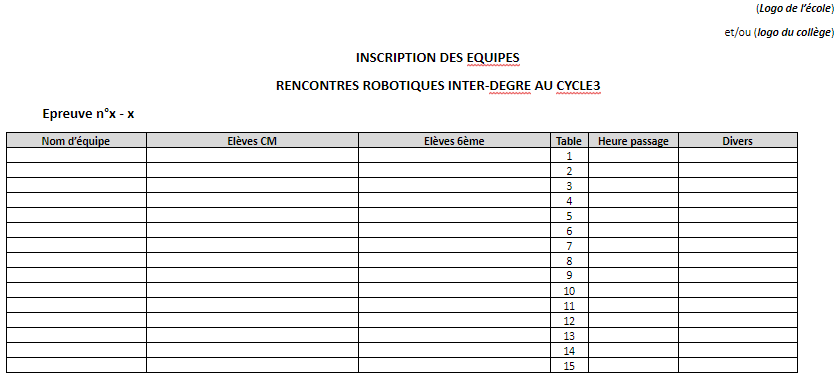 (Logo de l’école)
et/ou (logo du collège)
INSCRIPTION DES EQUIPES
RENCONTRES ROBOTIQUES INTER-DEGRE AU CYCLE3
Epreuve n°x - x
Nom d’équipe Elèves CM Elèves 6ème Table Heure passage Divers
1
2
3
4
5
6
7
8
9
10
11
12
13
14
15